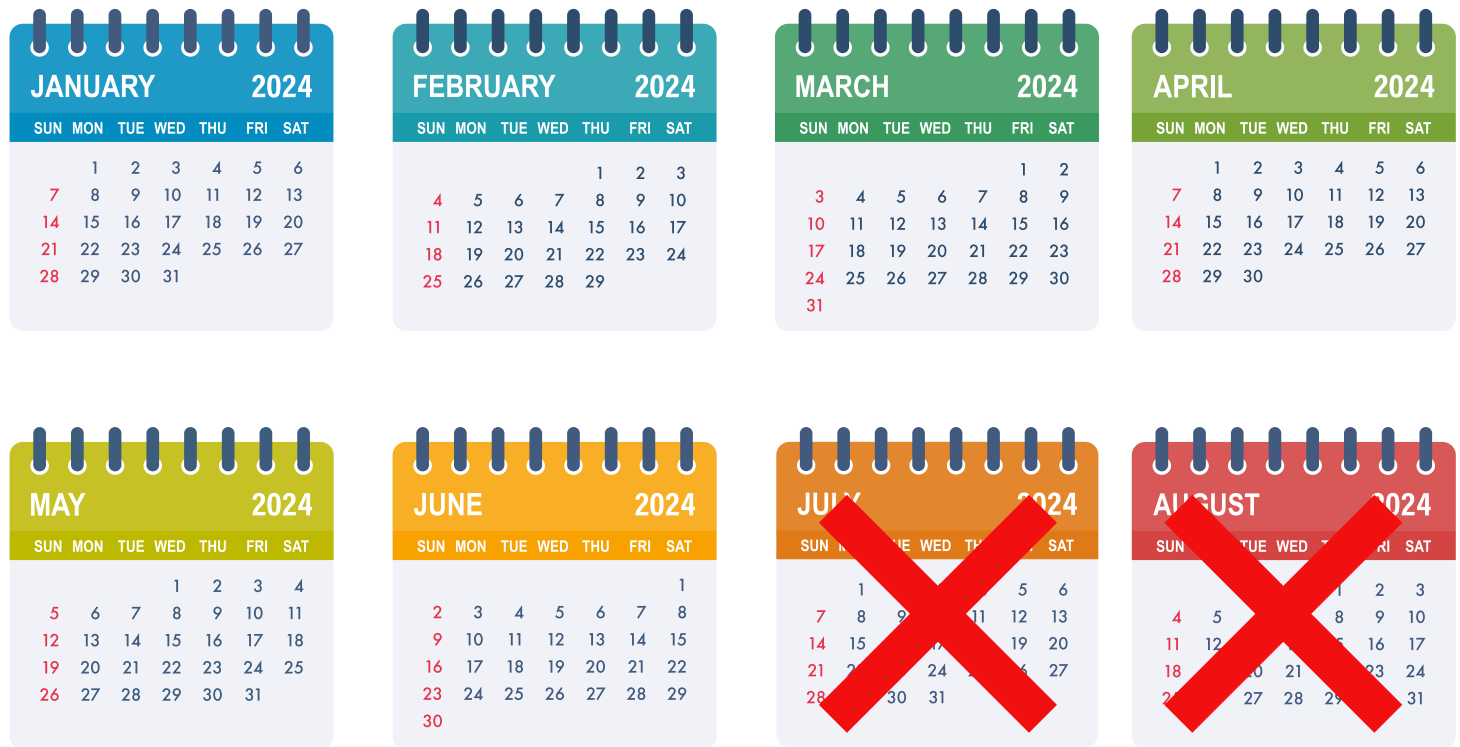 JANUARY 2024
SUN MON TUE WED THU FRI SAT
1 2 3 4 5 6
7 8 9 10 11 12 13
14 15 16 17 18 19 20
21 22 23 24 25 26 27
28 29 30 31
FEBRUARY 2024
SUN MON TUE WED THU FRI SAT
1 2 3
4 5 6 7 8 9 10
11 12 13 14 15 16 17
18 19 20 21 22 23 24
25 26 27 28 29
MARCH 2024
SUN MON TUE WED THU FRI SAT
1 2
3 4 5 6 7 8 9
10 11 12 13 14 15 16
17 18 19 20 21 22 23
24 25 26 27 28 29 30
31
APRIL 2024
SUN MON TUE WED THU FRI SAT
1 2 3 4 5 6
7 8 9 10 11 12 13
14 15 16 17 18 19 20
21 22 23 24 25 26 27
28 29 30
MAY 2024
SUN MON TUE WED THU FRI SAT
1 2 3 4
5 6 7 8 9 10 11
12 13 14 15 16 17 18
19 20 21 22 23 24 25
26 27 28 29 30 31
JUNE 2024
SUN MON TUE WED THU FRI SAT
1
2 3 4 5 6 7 8
9 10 11 12 13 14 15
16 17 18 19 20 21 22
23 24 25 26 27 28 29
30
JULY 2024
SUN WED SAT
1 5 6
7 8 9 11 12 13
14 15 19 20
21 24 27
28 30 31
AUGUST 2024
SUN TUE WED FRI SAT
1 2 3
4 5 8 9 10
11 12 16 17
18 20 21 23 24
27 28 29 31